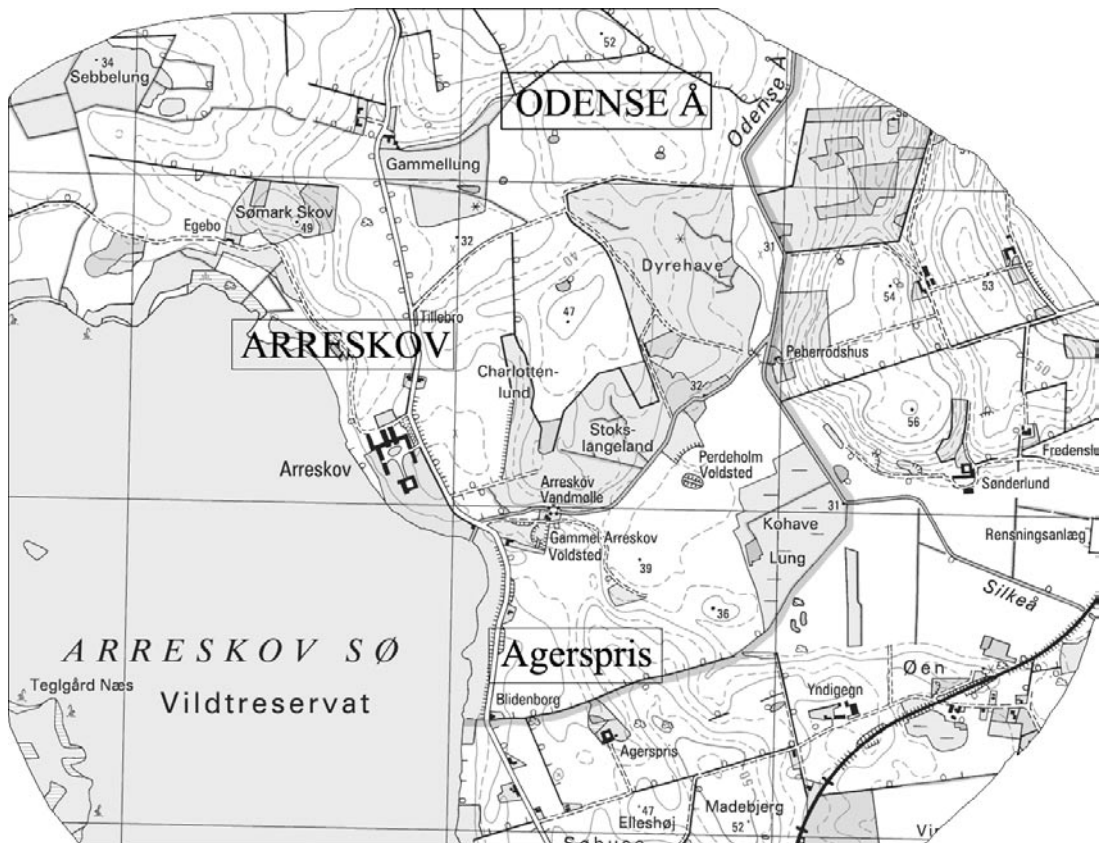 52
34
Sebbelung
ODENSE Å
Odense Å
Gammellung
Sømark Skov
49
Egebo
32
31
Dyrehave
40
47
54
53
Tillebro
ARRESKOV
Peberrodshus
50
Charlotten-
lund
32
Stoks-
langeland
56
Perdeholm
Voldsted
Fredenslu
Arreskov
Arreskov
Vandmølle
Sønderlund
31
Kohave
Lung
Rensningsanlæg
Gammel Arreskov
Voldsted
39
Silkeå
36
ARRESKOV SØ
Agerspris
Øen
Teglgård Næs
Vildtreservat
Blidenborg
Yndigegn
Agerspris
50
47
Elleshøj
Madebjerg
52